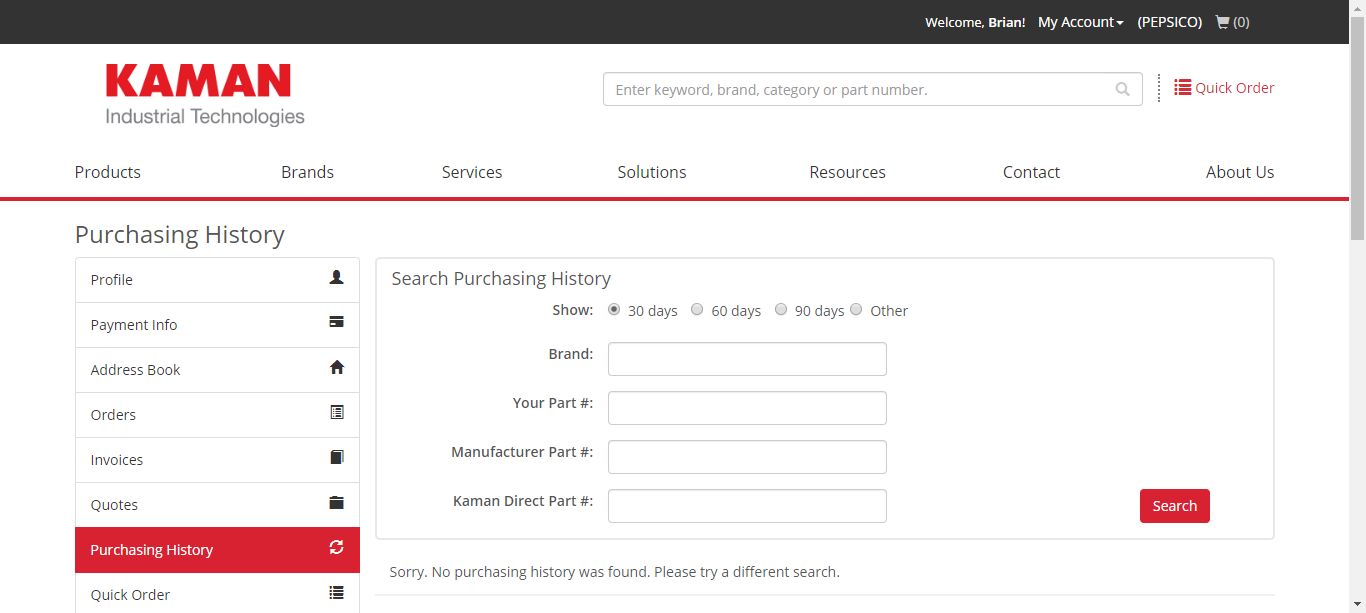 Welcome, Brian! My Account (PEPSICO) (0)
KAMAN
Industrial Technologies
Enter keyword, brand, category or part number.
Quick Order
Products Brands Services Solutions Resources Contact About Us
Purchasing History
Profile
Payment Info
Address Book
Orders
Invoices
Quotes
Purchasing History
Quick Order
Search Purchasing History
Show: 30 days 60 days 90 days Other
Brand:
Your Part #:
Manufacturer Part #:
Kaman Direct Part #:
Search
Sorry. No purchasing history was found. Please try a different search.